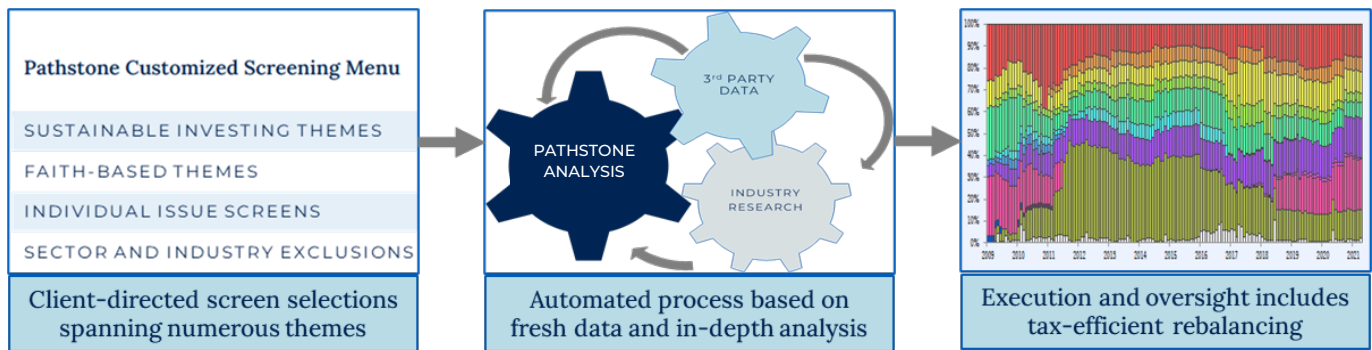 Pathstone Customized Screening Menu
SUSTAINABLE INVESTING THEMES
FAITH-BASED THEMES
INDIVIDUAL ISSUE SCREENS
SECTOR AND INDUSTRY EXCLUSIONS
Client-directed screen selections
spanning numerous themes
3rd PARTY
DATA
PATHSTONE
ANALYSIS
INDUSTRY
RESEARCH
Automated process based on
fresh data and in-depth analysis
100%
90%
80%
70%
60%
50%
40%
30%
20%
10%
0%
2009 2010 2011 2012 2013 2014 2015 2016 2017 2018 2019 2020 2021
Execution and oversight includes
tax-efficient rebalancing